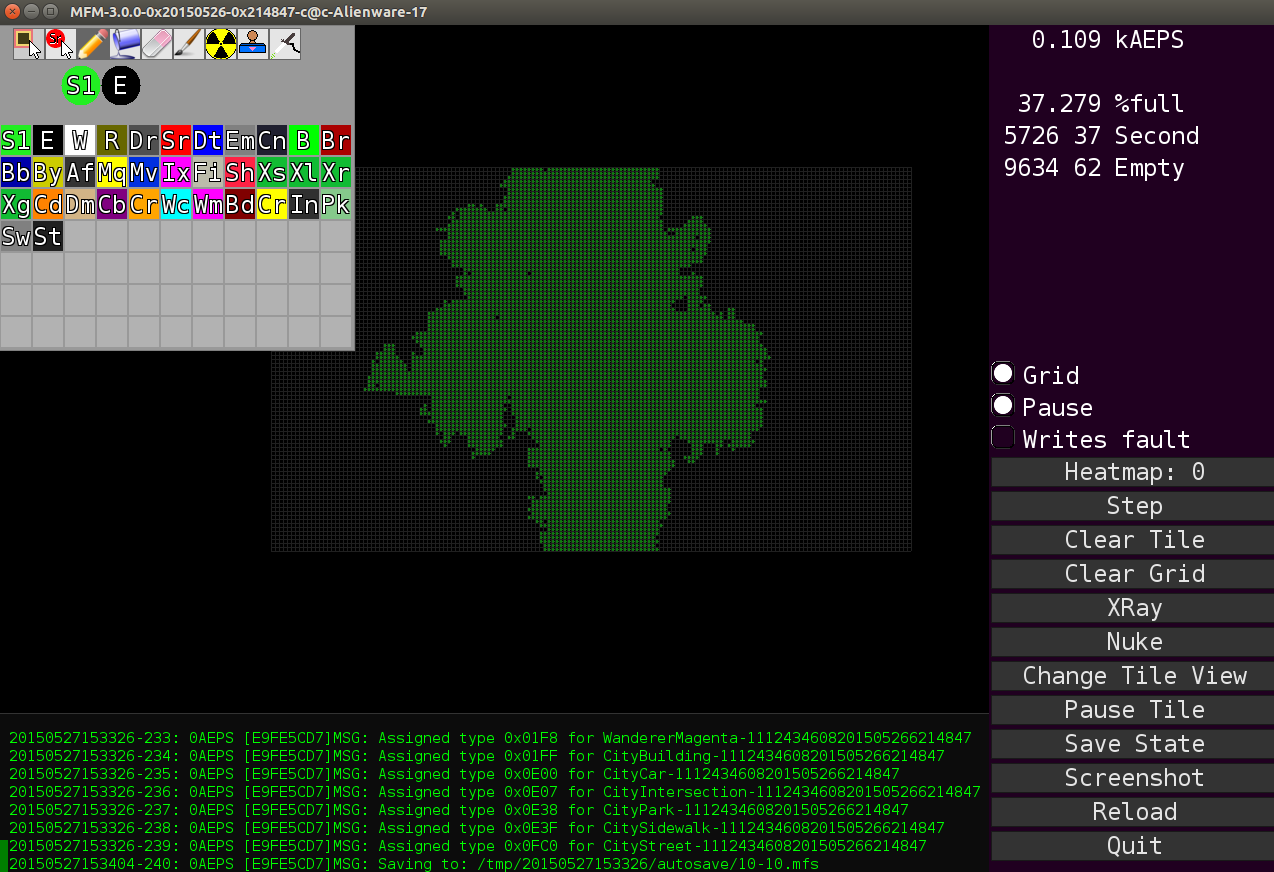 MFM-3.0.0-0x20150526-0x214847-c@c-Alienware-17
0.109 kAEPS
S1 E
37.279 %full
5726 37 Second
9634 62 Empty
S1 E W R Dr Sr Dt Em Cn B Br
Bb By Af Mq Mv Ix Fi Sh Xs Xl Xr
Xg Cd Dm Cb Cr Wc Wm Bd Cr In Pk
Sw St
Grid
Pause
Writes fault
Heatmap: 0
Step
Clear Tile
Clear Grid
XRay
Nuke
Change Tile View
Pause Tile
Save State
Screenshot
Reload
Quit
20150527153326-233: 0AEPS [E9FE5CD7]MSG: Assigned type 0x01F8 for WandererMagenta-1112434608201505266214847
20150527153326-234: 0AEPS [E9FE5CD7]MSG: Assigned type 0x01FF for CityBuilding-1112434608201505266214847
20150527153326-235: 0AEPS [E9FE5CD7]MSG: Assigned type 0x0E00 for CityCar-1112434608201505266214847
20150527153326-236: 0AEPS [E9FE5CD7]MSG: Assigned type 0x0E07 for CityIntersection-1112434608201505266214847
20150527153326-237: 0AEPS [E9FE5CD7]MSG: Assigned type 0x0E38 for CityPark-1112434608201505266214847
20150527153326-238: 0AEPS [E9FE5CD7]MSG: Assigned type 0x0E3F for CitySidewalk-1112434608201505266214847
20150527153326-239: 0AEPS [E9FE5CD7]MSG: Assigned type 0x0FC0 for CityStreet-1112434608201505266214847
20150527153404-240: 0AEPS [E9FE5CD7]MSG: Saving to: /tmp/20150527153326/autosave/10-10.mfs